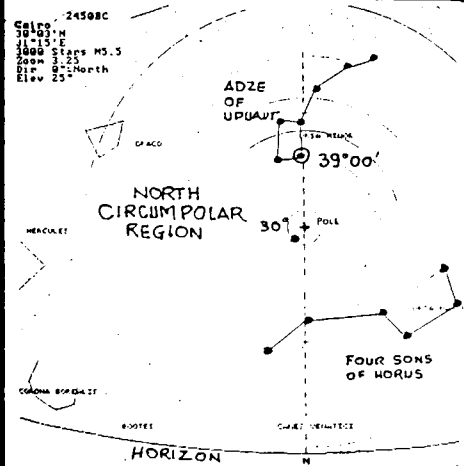 2450BC
Cairo
30°03'N
31°15'E
3000 Stars M5.5
Zoom 3.25
Dir 0°=North
Elev 25°
ADZE
OF
UPUAUT
DRACO
39°00'
NORTH
CIRCUMPOLAR
REGION
HERCULES
30°
POLE
FOUR SONS
OF HORUS
CORONA BOREALIS
BOOTES
CANES VENATICI
HORIZON
N